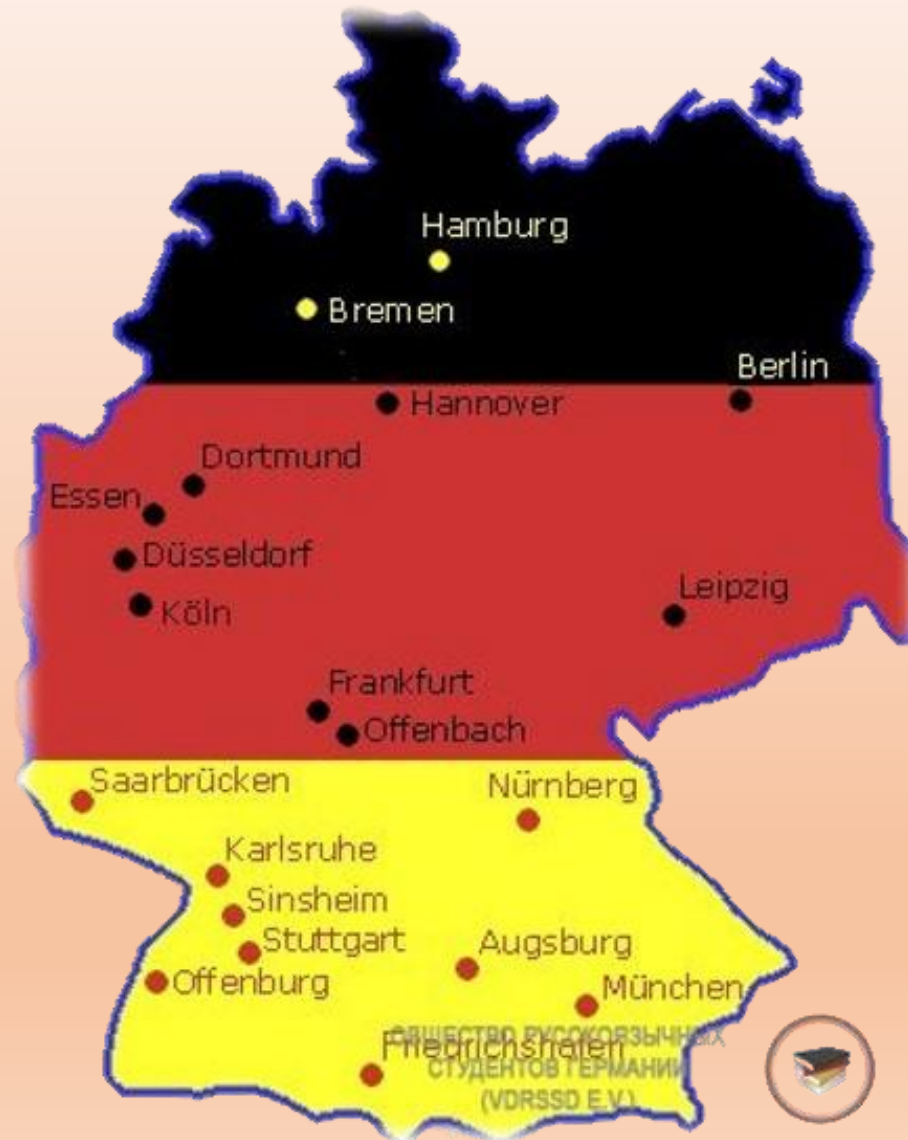 Hamburg
Bremen
Berlin
Hannover
Dortmund
Essen
Düsseldorf
Köln
Leipzig
Frankfurt
Offenbach
Saarbrücken
Nürnberg
Karlsruhe
Sinsheim
Stuttgart
Augsburg
Offenburg
München
Friedrichshafen
ОБЩЕСТВО РУСОКОЯЗЫЧНЫХ
СТУДЕНТОВ ГЕРМАНИИ
(VDRSSD E.V.)